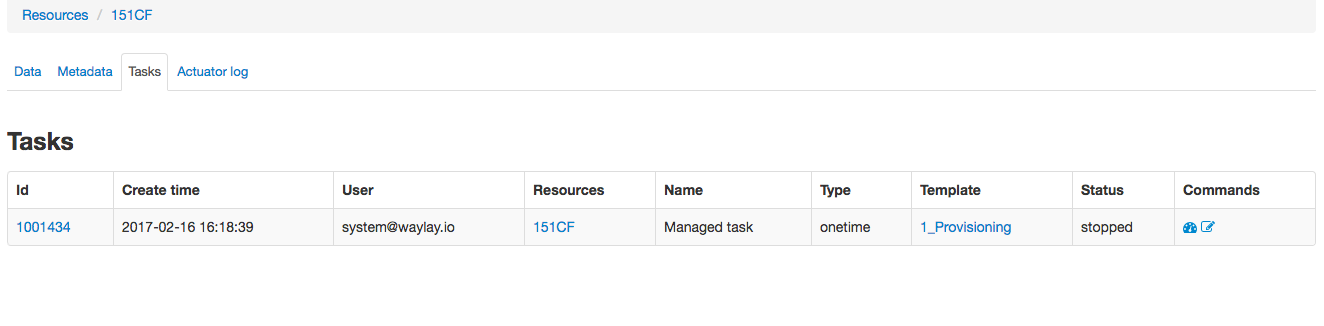 Resources / 151CF
Data Metadata Tasks Actuator log
Tasks
Id Create time User Resources Name Type Template Status Commands
1001434 2017-02-16 16:18:39 system@waylay.io 151CF Managed task onetime 1_Provisioning stopped